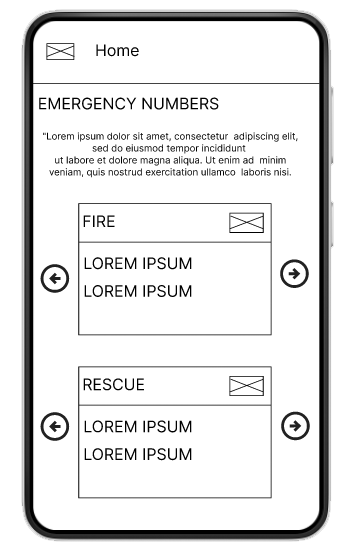 Home
EMERGENCY NUMBERS
"Lorem ipsum dolor sit amet, consectetur adipiscing elit,
sed do eiusmod tempor incididunt
ut labore et dolore magna aliqua. Ut enim ad minim
veniam, quis nostrud exercitation ullamco laboris nisi.
FIRE
LOREM IPSUM
LOREM IPSUM
RESCUE
LOREM IPSUM
LOREM IPSUM